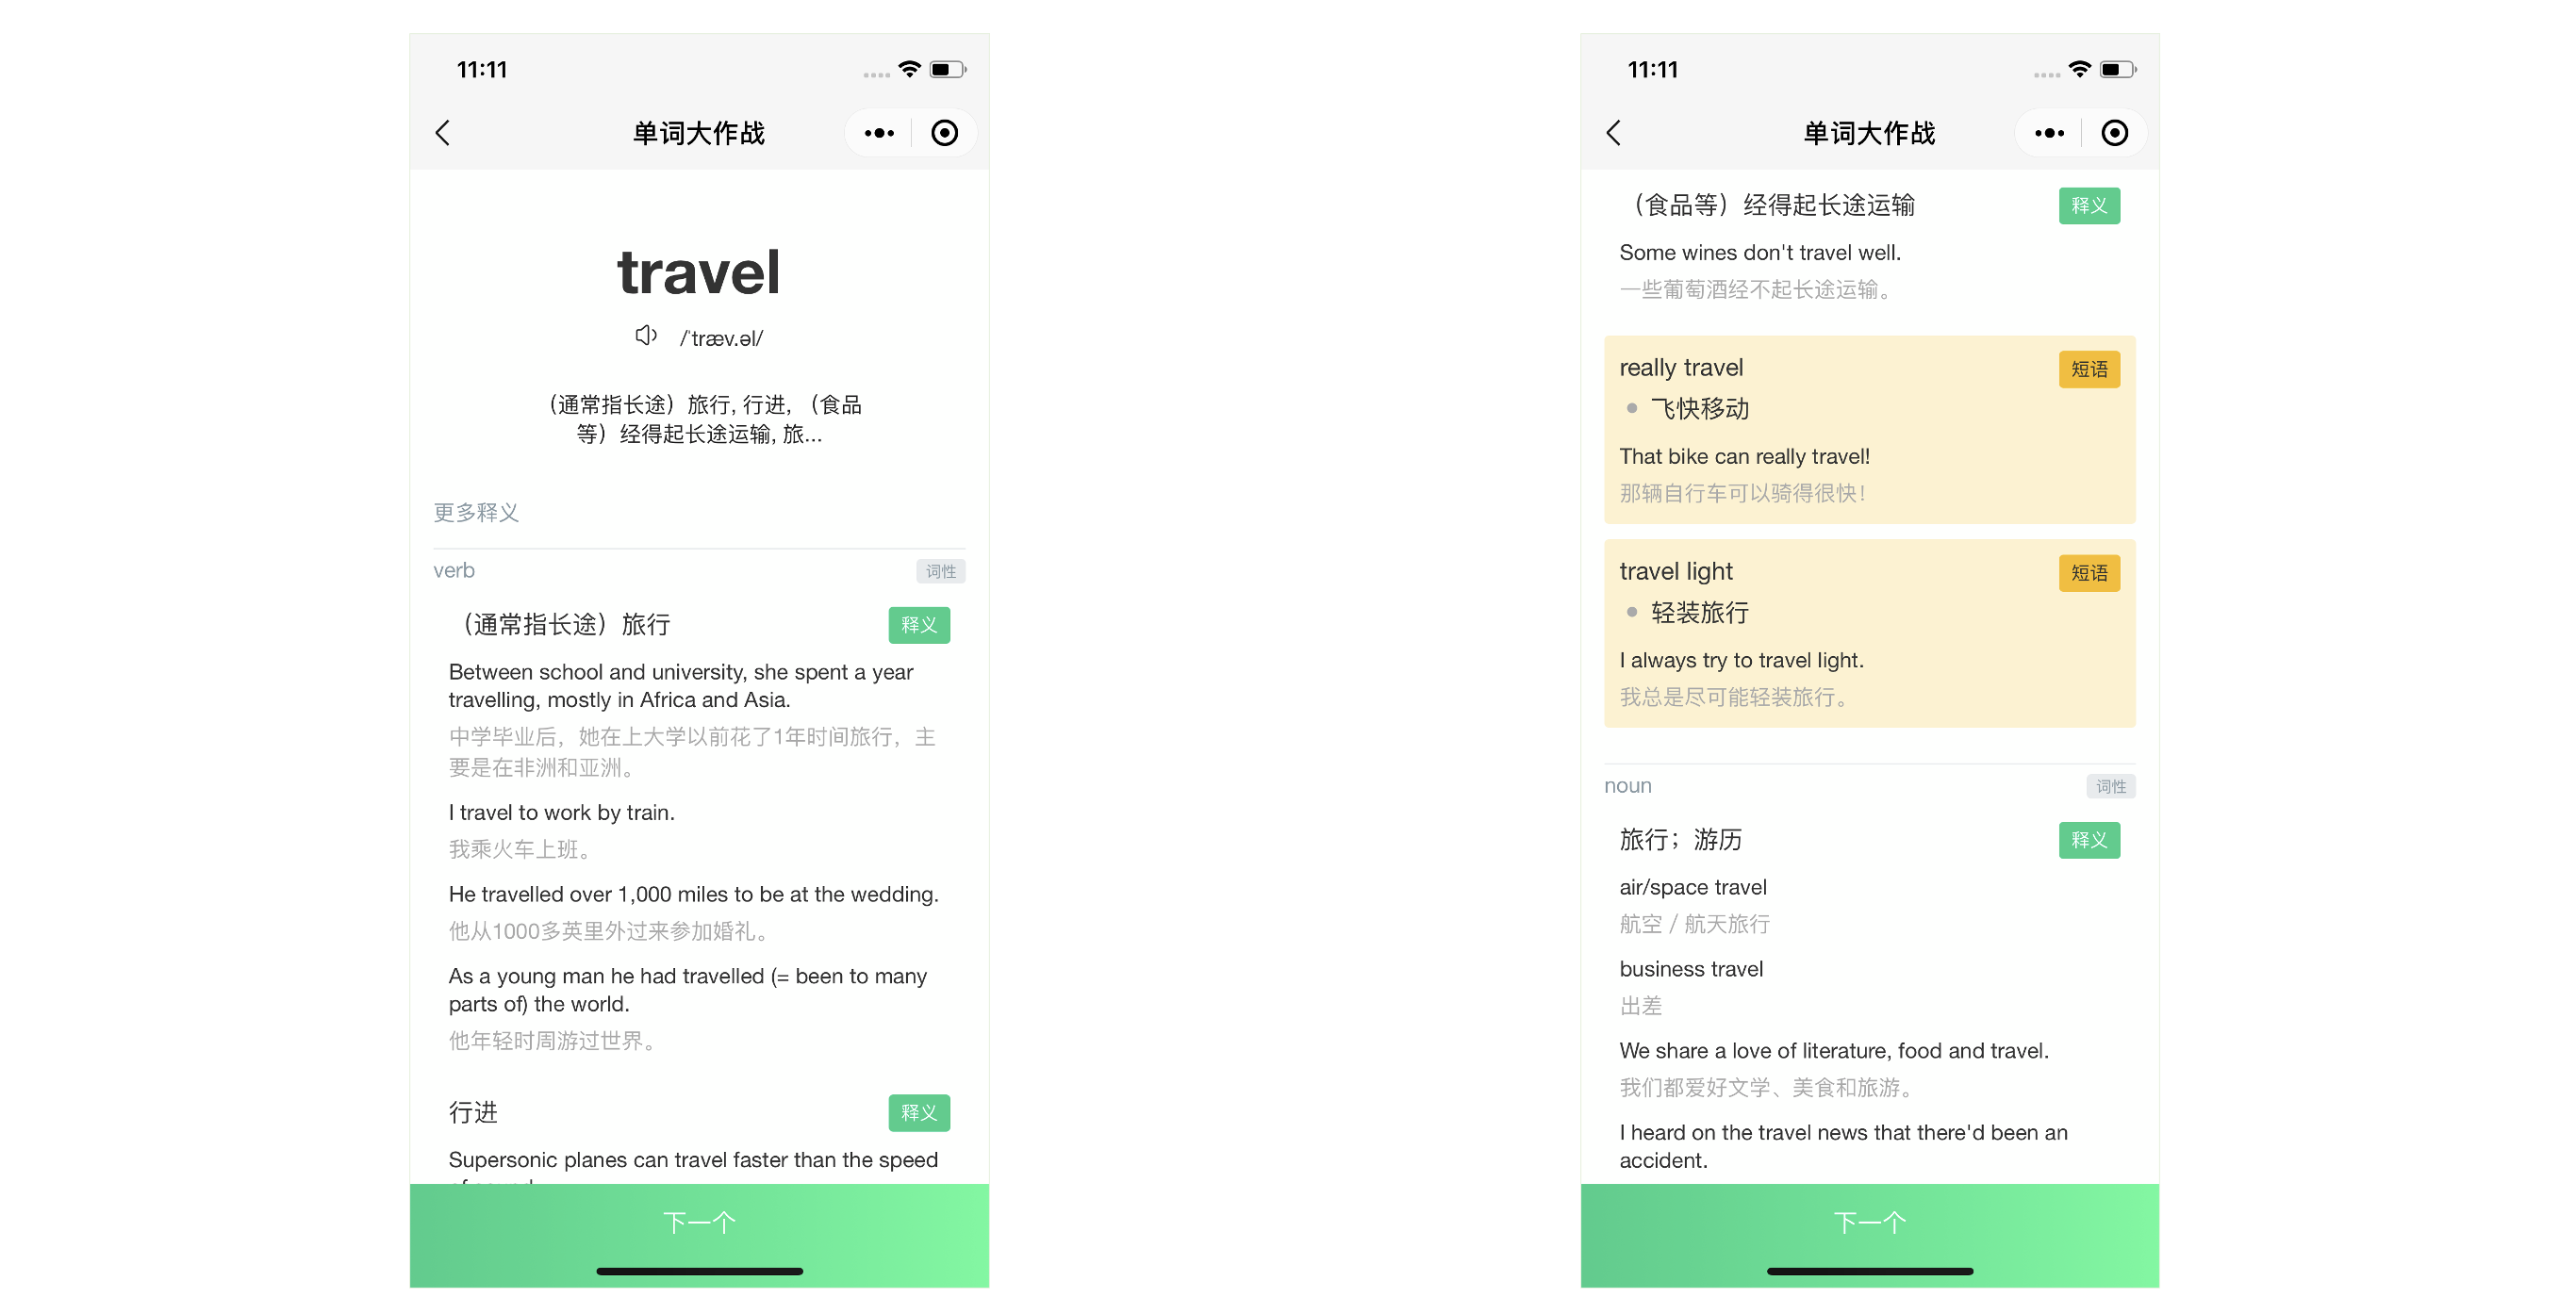 11:11
单词大作战
travel
/ˈtræv.əl/
（通常指长途）旅行, 行进, （食品
等）经得起长途运输, 旅...
更多释义
verb
词性
（通常指长途）旅行
释义
Between school and university, she spent a year
travelling, mostly in Africa and Asia.
中学毕业后，她在上大学以前花了1年时间旅行，主
要是在非洲和亚洲。
I travel to work by train.
我乘火车上班。
He travelled over 1,000 miles to be at the wedding.
他从1000多英里外过来参加婚礼。
As a young man he had travelled (= been to many
parts of) the world.
他年轻时周游过世界。
行进
释义
Supersonic planes can travel faster than the speed
下一个
11:11
单词大作战
（食品等）经得起长途运输
释义
Some wines don't travel well.
一些葡萄酒经不起长途运输。
really travel
短语
飞快移动
That bike can really travel!
那辆自行车可以骑得很快！
travel light
短语
轻装旅行
I always try to travel light.
我总是尽可能轻装旅行。
noun
词性
旅行；游历
释义
air/space travel
航空 / 航天旅行
business travel
出差
We share a love of literature, food and travel.
我们都爱好文学、美食和旅游。
I heard on the travel news that there'd been an
accident.
下一个